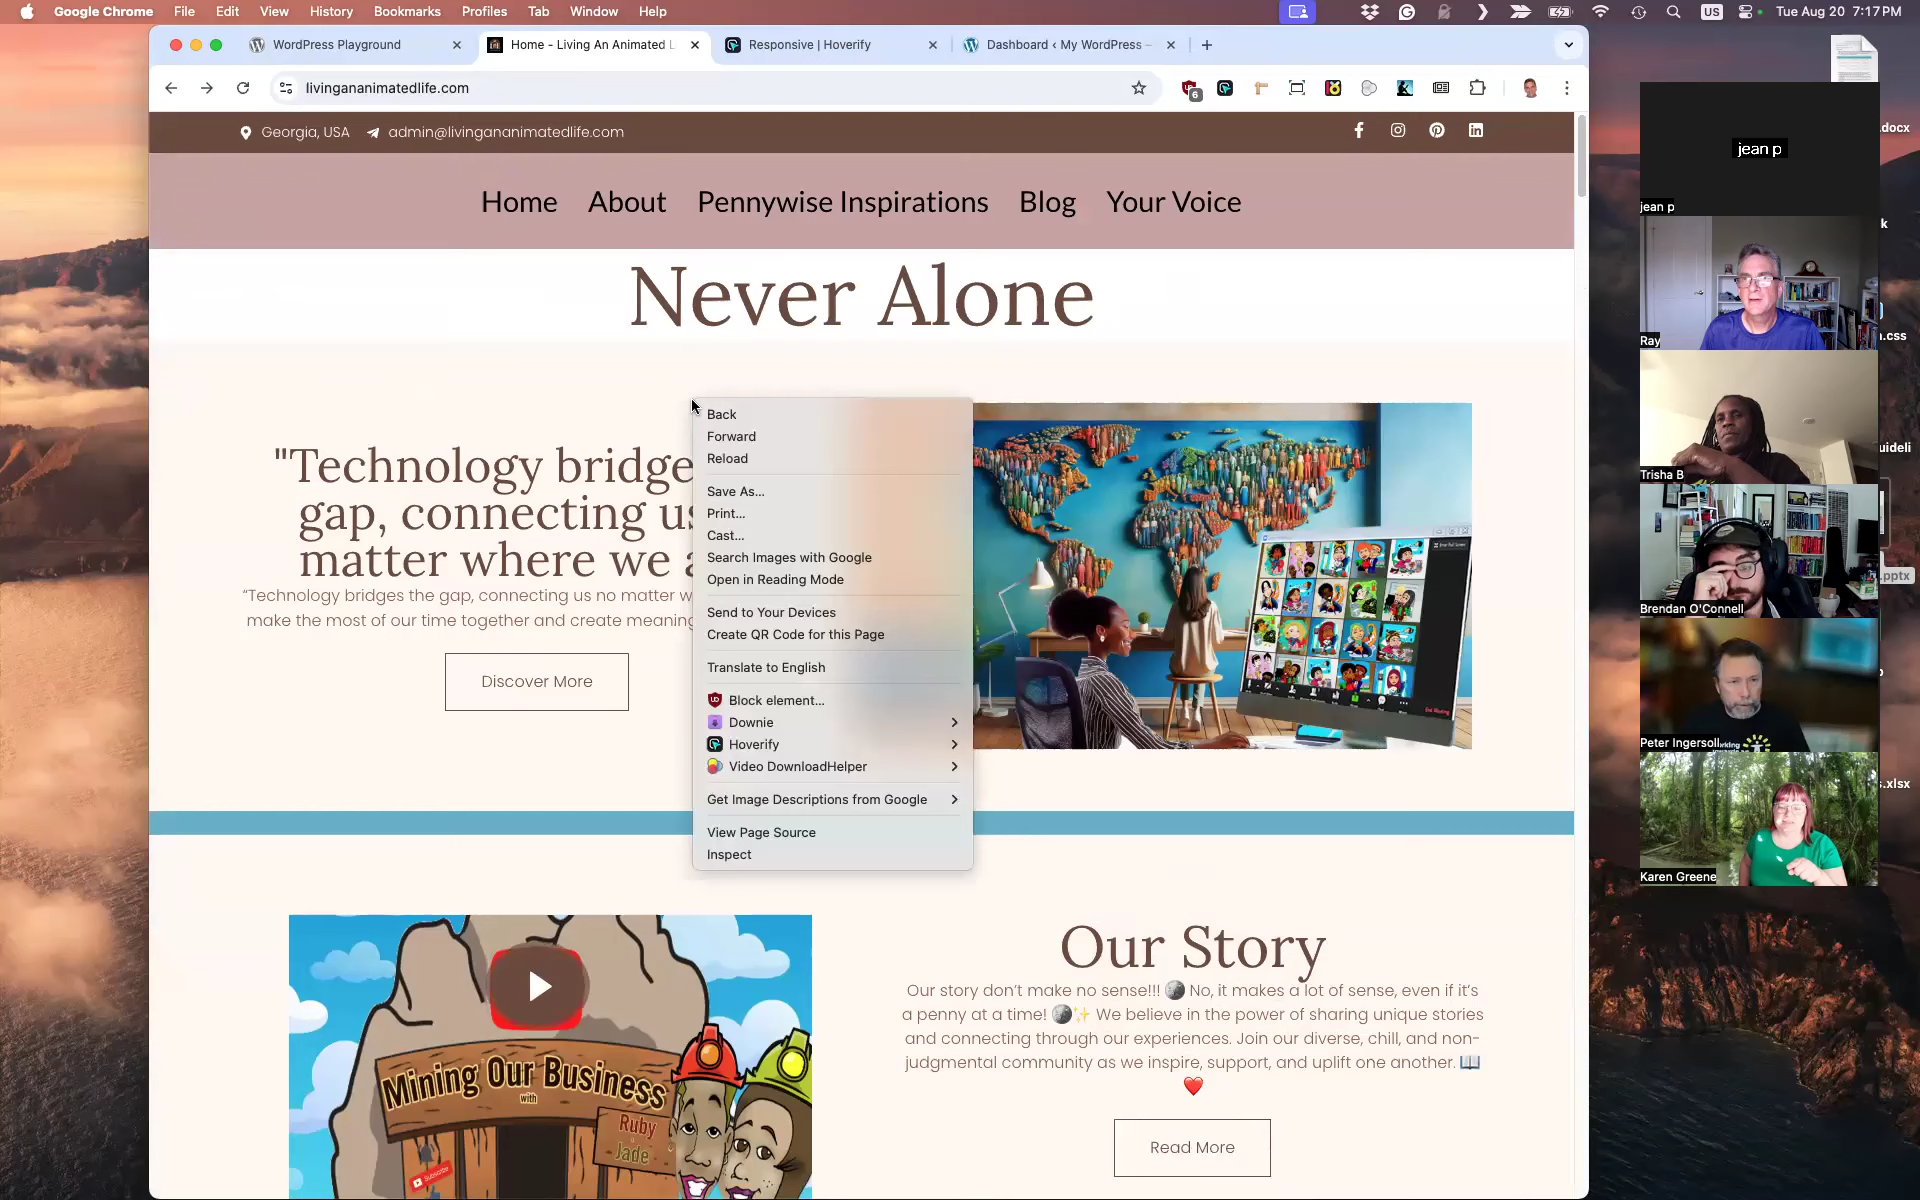 Google Chrome File Edit View History Bookmarks Profiles Tab Window Help
US Tue Aug 20 7:17 PM
WordPress Playground
Home - Living An Animated L
Responsive | Hoverify
Dashboard ‹ My WordPress –
livingananimatedlife.com
6
Georgia, USA admin@livingananimatedlife.com
Home About Pennywise Inspirations Blog Your Voice
Never Alone
"Technology bridge
gap, connecting us
matter where we a
"Technology bridges the gap, connecting us no matter w
make the most of our time together and create meaning
Discover More
Back
Forward
Reload
Save As...
Print...
Cast...
Search Images with Google
Open in Reading Mode
Send to Your Devices
Create QR Code for this Page
Translate to English
Block element...
Downie
Hoverify
Video DownloadHelper
Get Image Descriptions from Google
View Page Source
Inspect
Mining Our Business
with
Ruby
Jade
Subscribe
Our Story
Our story don't make no sense!!! 🌚 No, it makes a lot of sense, even if it's
a penny at a time! 🌚✨ We believe in the power of sharing unique stories
and connecting through our experiences. Join our diverse, chill, and non-
judgmental community as we inspire, support, and uplift one another. 📖
❤️
Read More
jean p
jean p
Ray
Trisha B
Brendan O'Connell
Peter Ingersoll
Karen Greene
.docx
k
.css
uideli
.pptx
s.xlsx